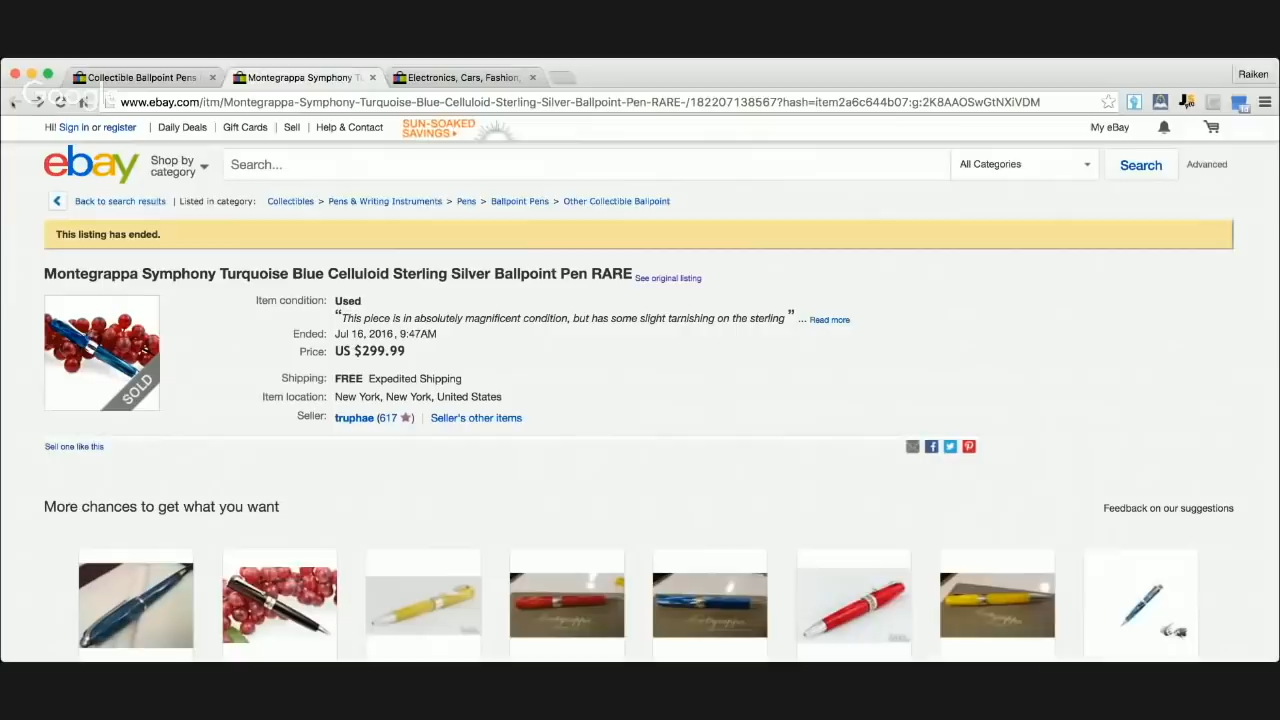 Collectible Ballpoint Pens
Montegrappa Symphony Tu
Electronics, Cars, Fashion,
Raiken
Google
www.ebay.com/itm/Montegrappa-Symphony-Turquoise-Blue-Celluloid-Sterling-Silver-Ballpoint-Pen-RARE-/182207138567?hash=item2a6c644b07:g:2K8AAOSwGtNXiVDM
Hi! Sign in or register | Daily Deals | Gift Cards | Sell | Help & Contact
SUN-SOAKED
SAVINGS
My eBay
ebay
Shop by
category
Search...
All Categories
Search
Advanced
Back to search results | Listed in category: Collectibles > Pens & Writing Instruments > Pens > Ballpoint Pens > Other Collectible Ballpoint
This listing has ended.
Montegrappa Symphony Turquoise Blue Celluloid Sterling Silver Ballpoint Pen RARE See original listing
SOLD
Item condition: Used
“This piece is in absolutely magnificent condition, but has some slight tarnishing on the sterling ” ... Read more
Ended: Jul 16, 2016 , 9:47AM
Price: US $299.99
Shipping: FREE Expedited Shipping
Item location: New York, New York, United States
Seller: truphae (617 ★) | Seller's other items
Sell one like this
More chances to get what you want
Feedback on our suggestions